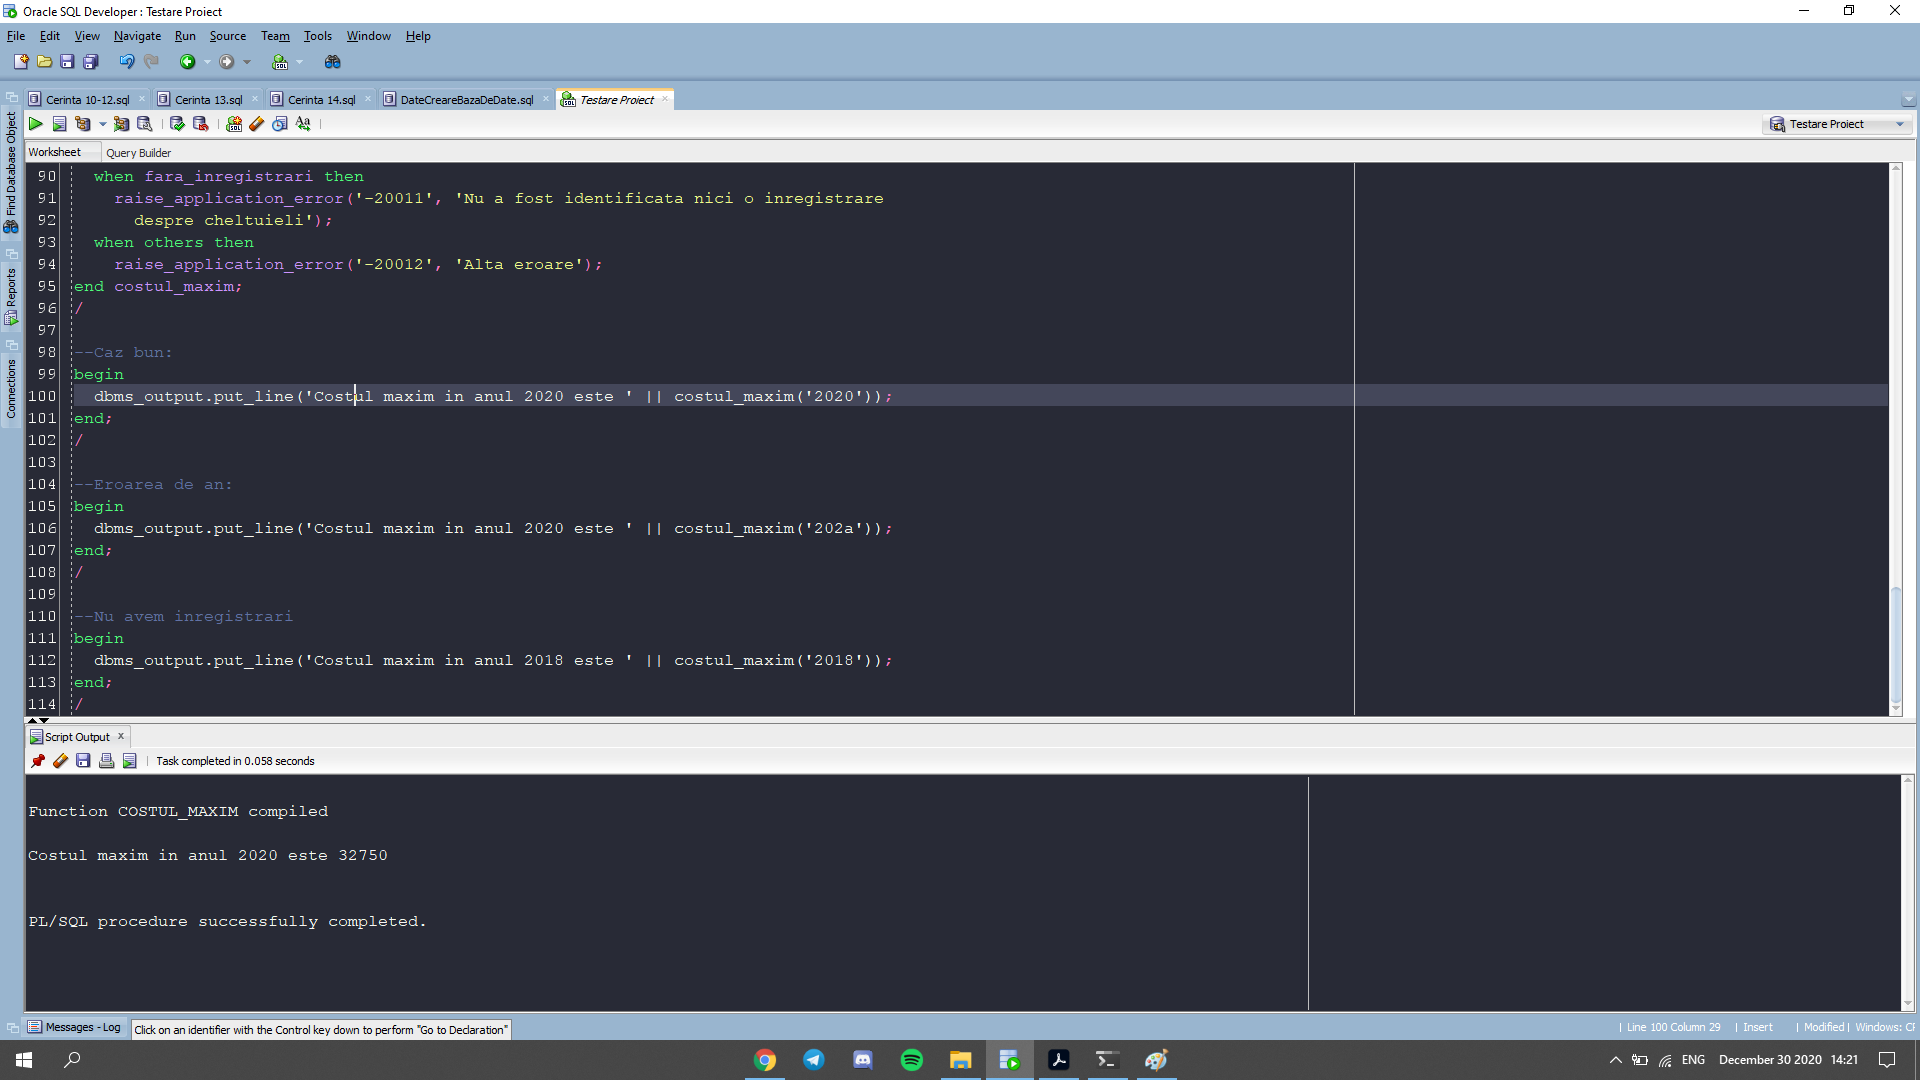 Oracle SQL Developer : Testare Proiect
File Edit View Navigate Run Source Team Tools Window Help
Cerinta 10-12.sql Cerinta 13.sql Cerinta 14.sql DateCreareBazaDeDate.sql Testare Proiect
Testare Proiect
Worksheet Query Builder
Find Database Object
Reports
Connections
90 when fara_inregistrari then
91 raise_application_error('-20011', 'Nu a fost identificata nici o inregistrare
92 despre cheltuieli');
93 when others then
94 raise_application_error('-20012', 'Alta eroare');
95 end costul_maxim;
96 /
97
98 --Caz bun:
99 begin
100 dbms_output.put_line('Costul maxim in anul 2020 este ' || costul_maxim('2020'));
101 end;
102 /
103
104 --Eroarea de an:
105 begin
106 dbms_output.put_line('Costul maxim in anul 2020 este ' || costul_maxim('202a'));
107 end;
108 /
109
110 --Nu avem inregistrari
111 begin
112 dbms_output.put_line('Costul maxim in anul 2018 este ' || costul_maxim('2018'));
113 end;
114 /
Script Output x
Task completed in 0.058 seconds
Function COSTUL_MAXIM compiled
Costul maxim in anul 2020 este 32750
PL/SQL procedure successfully completed.
Messages - Log
Click on an identifier with the Control key down to perform "Go to Declaration"
| Line 100 Column 29 | Insert | Modified | Windows: CF
ENG December 30 2020 14:21